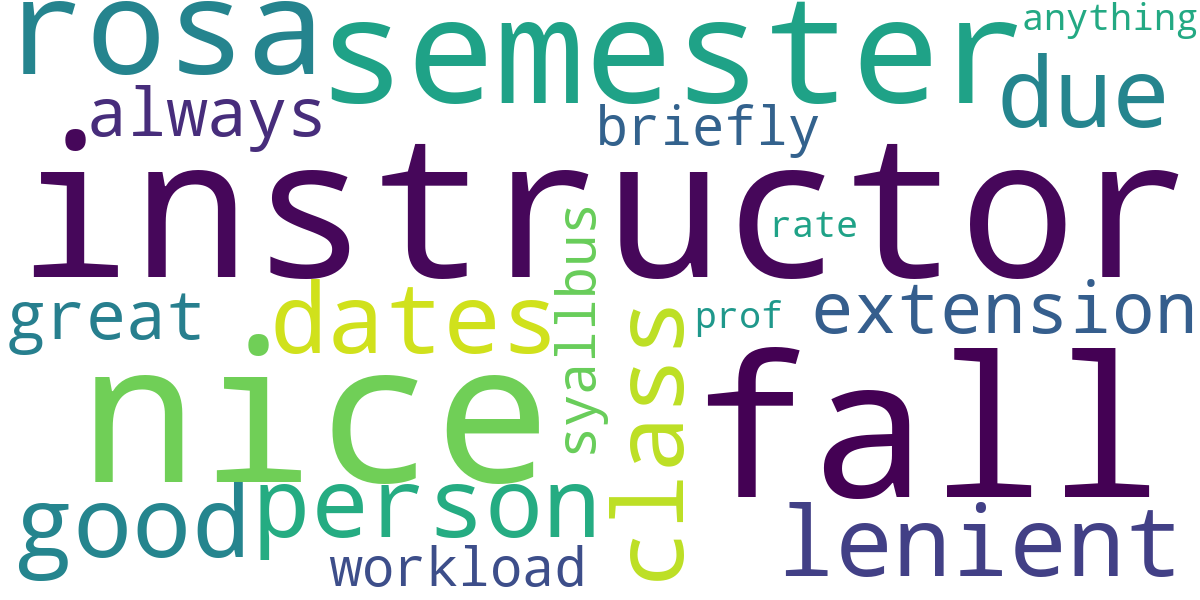 rosa
semester
anything
always
briefly
due
instructor
rate
great
dates
syallbus
class
prof
extension
nice
fall
good
person
workload
lenient